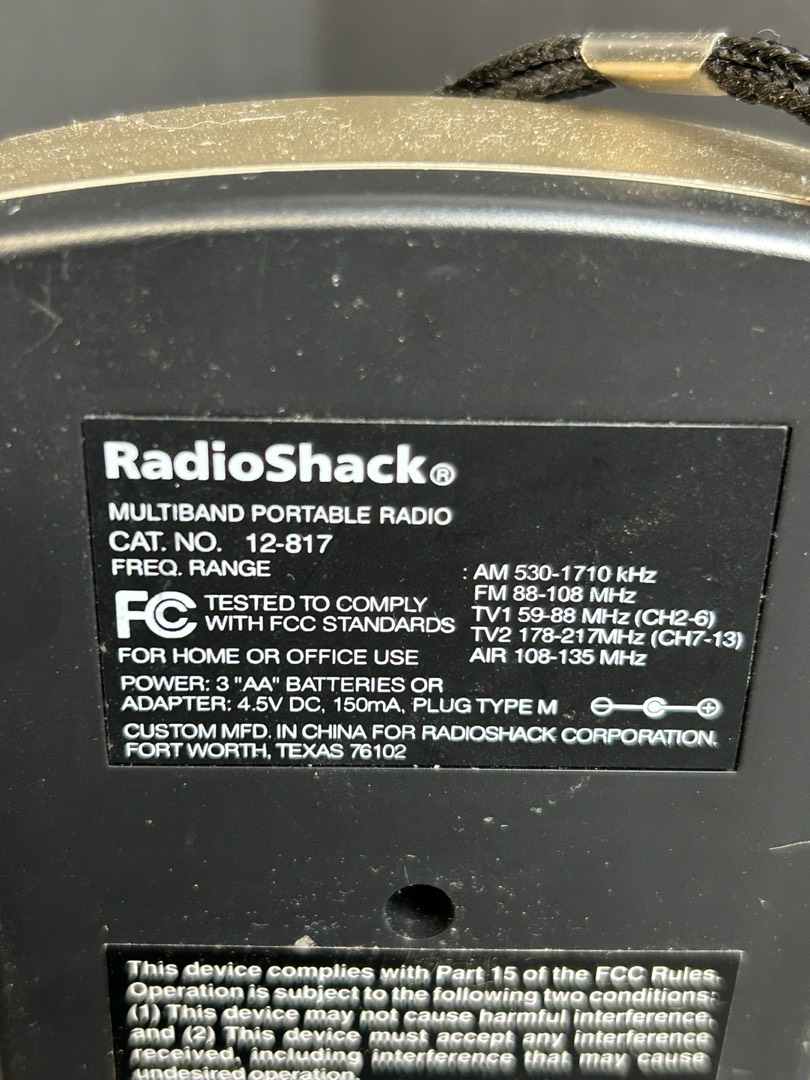 RadioShack®
MULTIBAND PORTABLE RADIO
CAT. NO. 12-817
FREQ. RANGE : AM 530-1710 kHz
FM 88-108 MHz
TV1 59-88 MHz (CH2-6)
TV2 178-217MHz (CH7-13)
AIR 108-135 MHz
FC TESTED TO COMPLY
WITH FCC STANDARDS
FOR HOME OR OFFICE USE
POWER: 3 "AA" BATTERIES OR
ADAPTER: 4.5V DC, 150mA, PLUG TYPE M
CUSTOM MFD. IN CHINA FOR RADIOSHACK CORPORATION.
FORT WORTH, TEXAS 76102
This device complies with Part 15 of the FCC Rules.
Operation is subject to the following two conditions:
(1) This device may not cause harmful interference,
and (2) This device must accept any interference
received, including interference that may cause
undesired operation.